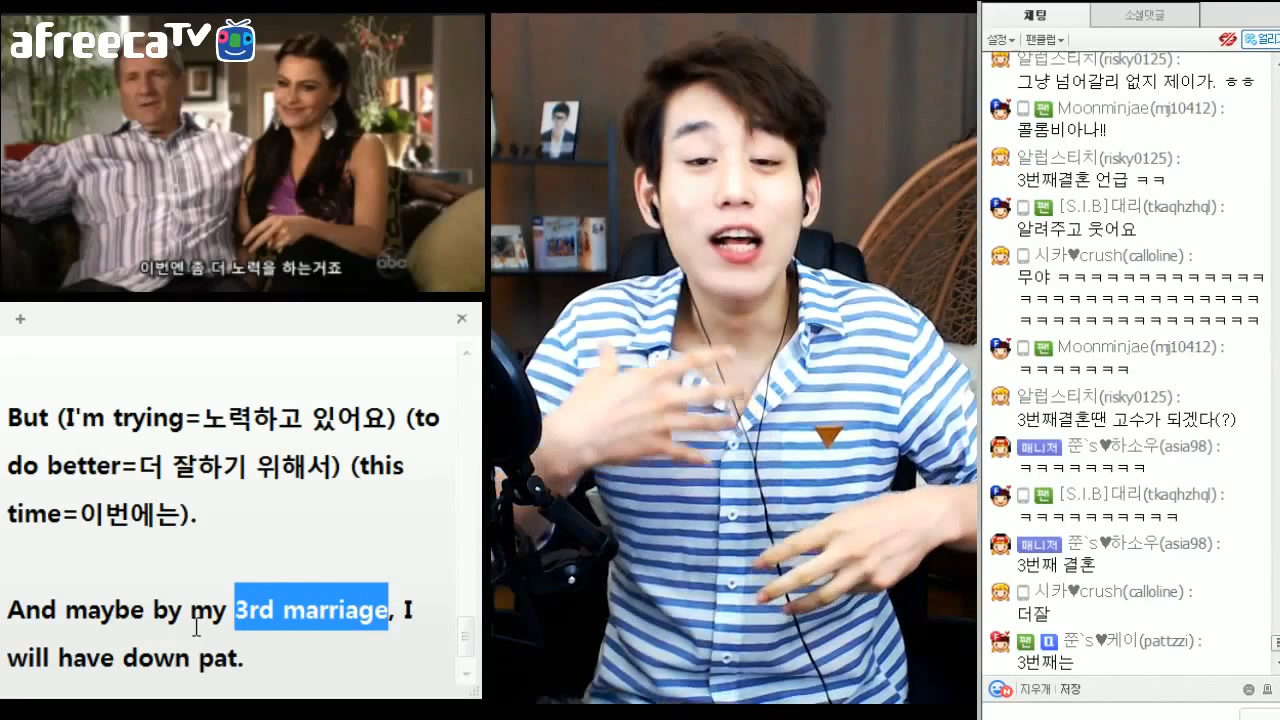 afreecaTV
이번엔 좀 더 노력을 하는거죠
abc
+
×
But (I'm trying=노력하고 있어요) (to
do better=더 잘하기 위해서) (this
time=이번에는).
And maybe by my 3rd marriage, I
will have down pat.
채팅
소셜댓글
설정
팬클럽
얼리기
알럽스티치(risky0125) :
그냥 넘어갈리 없지 제이가. ㅎㅎ
팬 Moonminjae(mj10412) :
콜롬비아나!!
알럽스티치(risky0125) :
3번째결혼 언급 ㅋㅋ
팬 [S.I.B]대리(tkaqhzhql) :
알려주고 웃어요
시카♥crush(calloline) :
무야 ㅋㅋㅋㅋㅋㅋㅋㅋㅋㅋㅋㅋㅋ
ㅋㅋㅋㅋㅋㅋㅋㅋㅋㅋㅋㅋㅋㅋㅋ
ㅋㅋㅋㅋㅋㅋㅋㅋㅋㅋㅋㅋㅋㅋㅋ
팬 Moonminjae(mj10412) :
ㅋㅋㅋㅋㅋㅋㅋ
알럽스티치(risky0125) :
3번째결혼땐 고수가 되겠다(?)
매니저 쭌`s♥하소우(asia98) :
ㅋㅋㅋㅋㅋㅋㅋㅋ
팬 [S.I.B]대리(tkaqhzhql) :
ㅋㅋㅋㅋㅋㅋㅋㅋㅋㅋ
매니저 쭌`s♥하소우(asia98) :
3번째 결혼
시카♥crush(calloline) :
더잘
팬 쭌`s♥케이(pattzzi) :
3번째는
지우개
저장